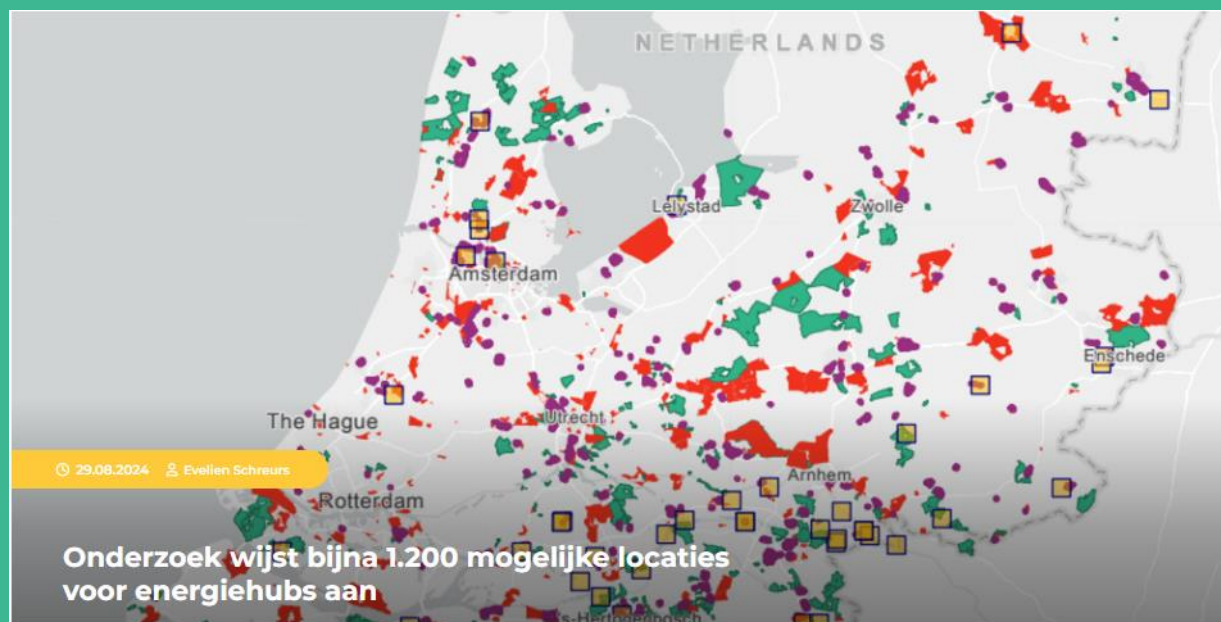 NETHERLANDS
Lelystad
Zwolle
Amsterdam
Enschede
The Hague
Utrecht
Arnhem
Rotterdam
29.08.2024 Evelien Schreurs
Onderzoek wijst bijna 1.200 mogelijke locaties
voor energiehubs aan
's-Hertogenbosch